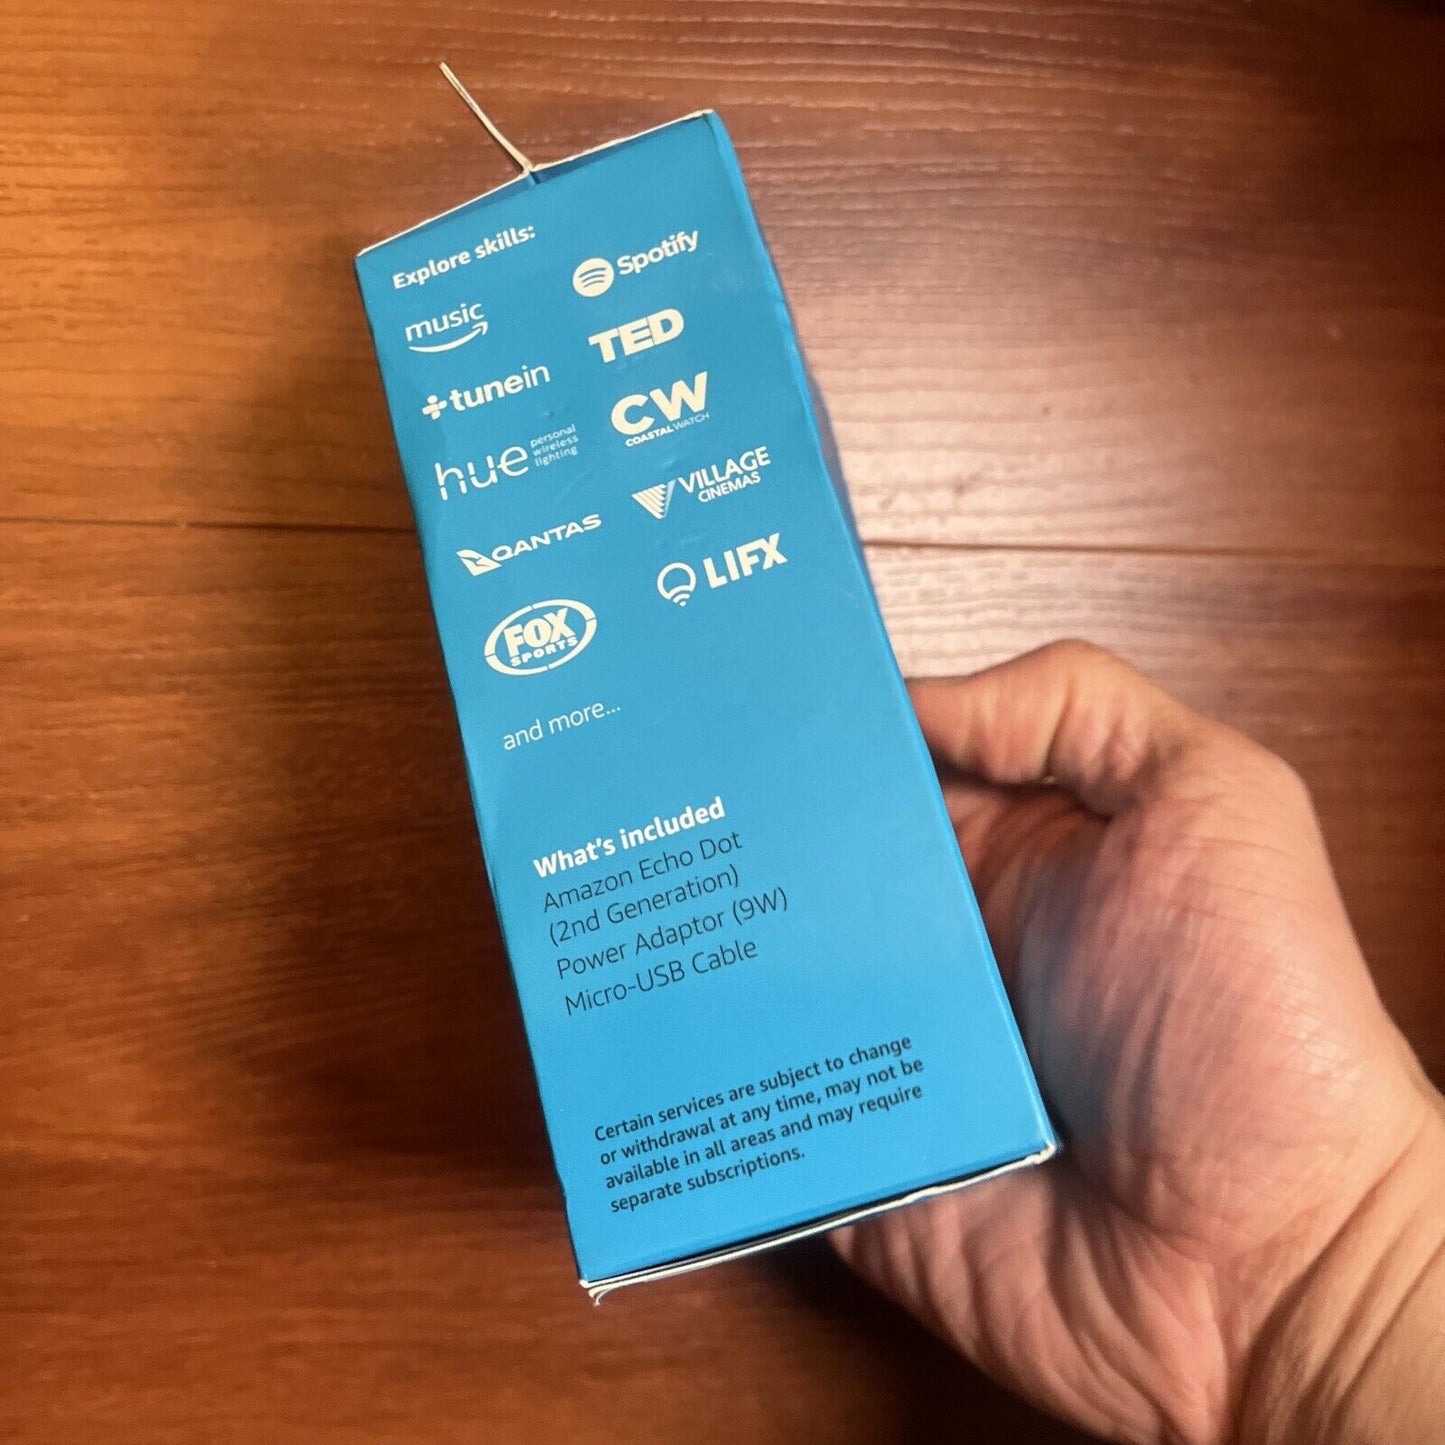 Explore skills:
music
Spotify
tunein
TED
hue personal
wireless
lighting
CW
COASTALWATCH
QANTAS
VILLAGE
CINEMAS
FOX
SPORTS
LIFX
and more...
What's included
Amazon Echo Dot
(2nd Generation)
Power Adaptor (9W)
Micro-USB Cable
Certain services are subject to change
or withdrawal at any time, may not be
available in all areas and may require
separate subscriptions.